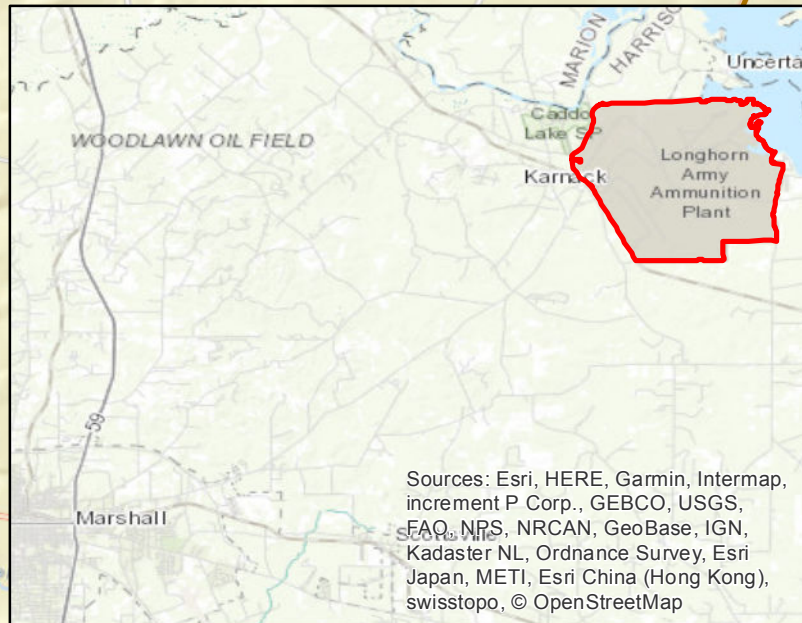 MARION
HARRISO
Uncerta
Caddo
Lake SP
WOODLAWN OIL FIELD
Longhorn
Army
Ammunition
Plant
Karnack
59
Marshall
Scottsville
Sources: Esri, HERE, Garmin, Intermap,
increment P Corp., GEBCO, USGS,
FAO, NPS, NRCAN, GeoBase, IGN,
Kadaster NL, Ordnance Survey, Esri
Japan, METI, Esri China (Hong Kong),
swisstopo, © OpenStreetMap